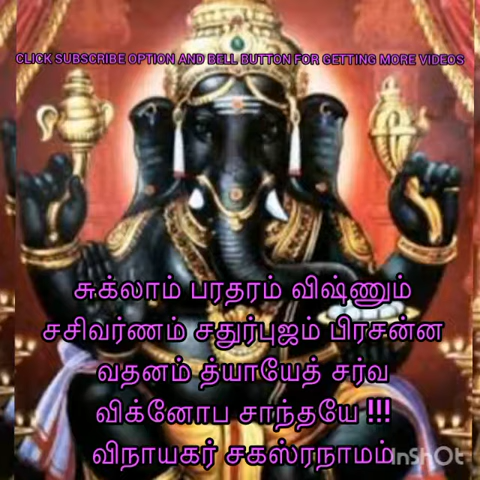 CLICK SUBSCRIBE OPTION AND BELL BUTTON FOR GETTING MORE VIDEOS
சுக்லாம் பரதரம் விஷ்ணும்
சசிவர்ணம் சதுர்புஜம் பிரசன்ன
வதனம் த்யாயேத் சர்வ
விக்னோப சாந்தயே !!!
விநாயகர் சகஸ்ரநாமம்
InShOt